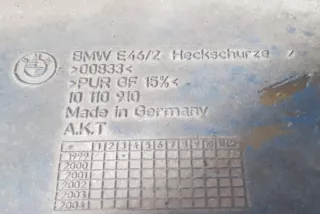 BMW E46/2 Heckschürze
>00833<
>PUR GF 15%<
10 110 910
Made in Germany
A.K.T
1 2 3 4 5 6 7 8 9 10 11 12
1999
2000
2001
2002
2003
2004